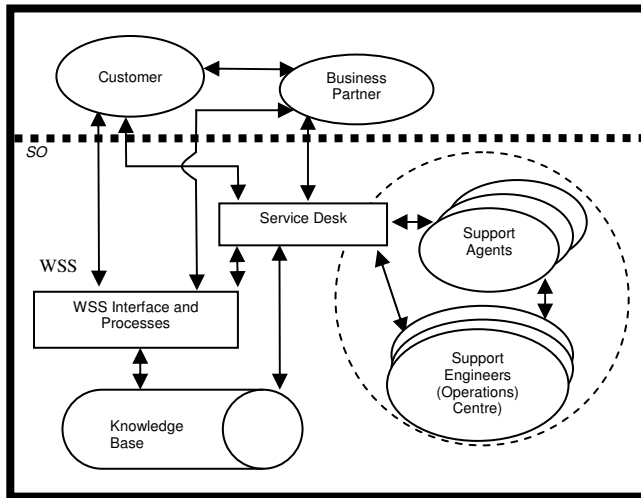 Customer
Business
Partner
SO
Service Desk
Support
Agents
WSS
WSS Interface and
Processes
Support
Engineers
(Operations)
Centre)
Knowledge
Base